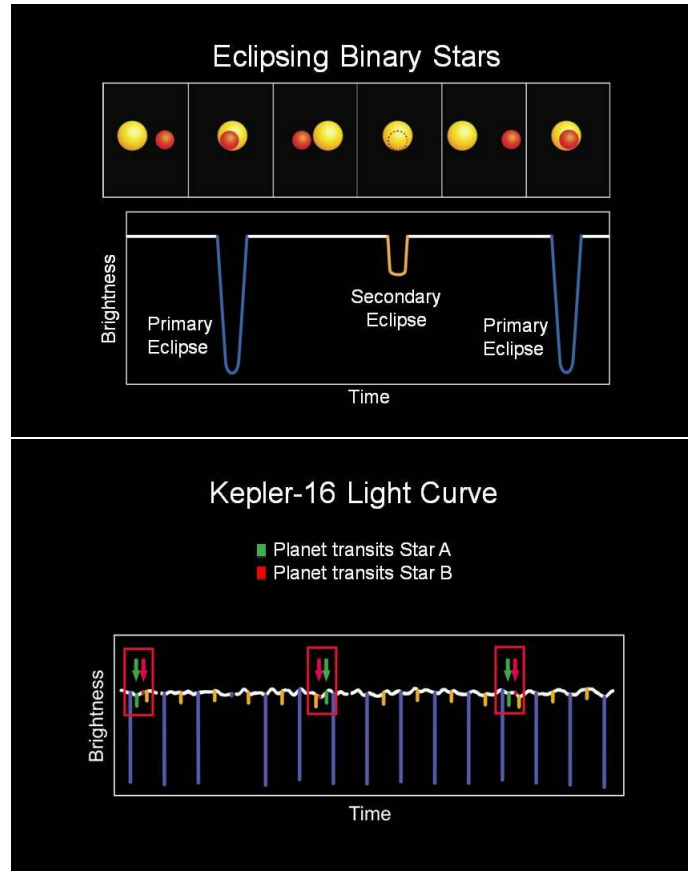 Eclipsing Binary Stars
Brightness
Primary
Eclipse
Secondary
Eclipse
Primary
Eclipse
Time
Kepler-16 Light Curve
Planet transits Star A
Planet transits Star B
Brightness
Time